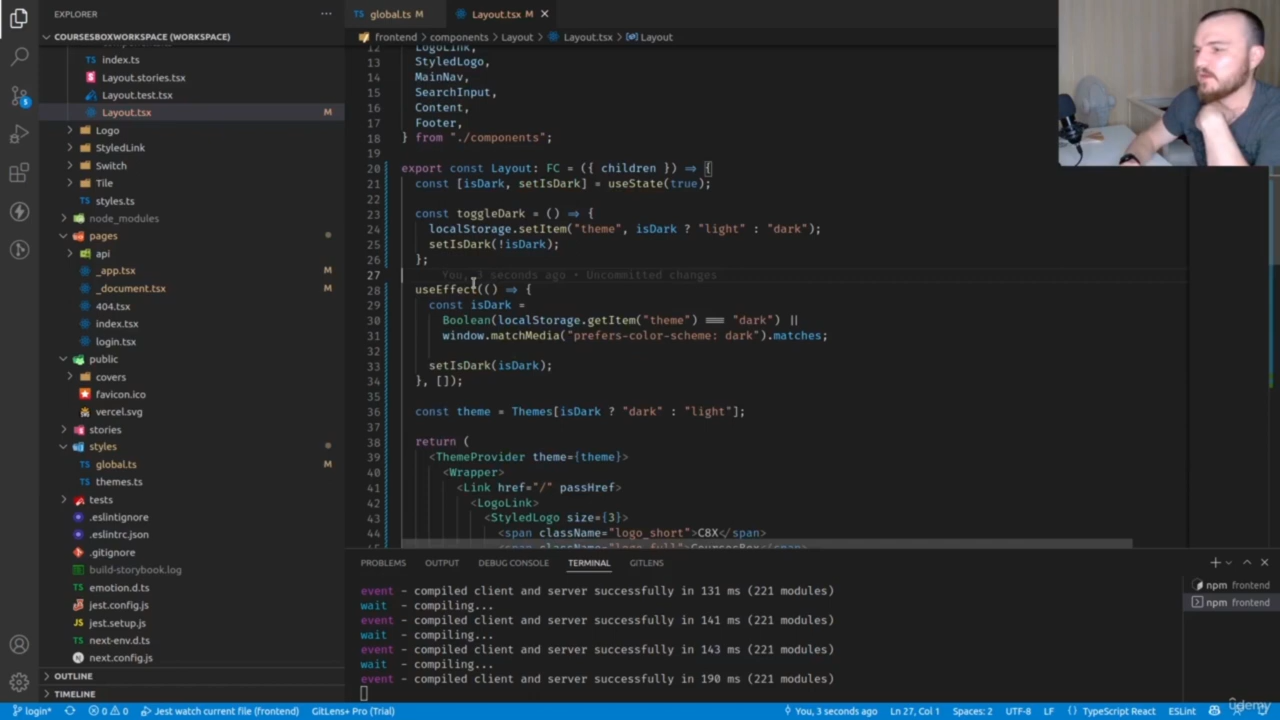 EXPLORER
COURSESBOXWORKSPACE (WORKSPACE)
index.ts
Layout.stories.tsx
Layout.test.tsx
Layout.tsx M
Logo
StyledLink
Switch
Tile
styles.ts
node_modules
pages
api
_app.tsx
_document.tsx
404.tsx
index.tsx
login.tsx
public
covers
favicon.ico
vercel.svg
stories
styles
global.ts M
themes.ts
tests
.eslintignore
.eslintrc.json
.gitignore
build-storybook.log
emotion.d.ts
jest.config.js
jest.setup.js
next-env.d.ts
next.config.js
OUTLINE
TIMELINE
global.ts M Layout.tsx M
frontend > components > Layout > Layout.tsx > Layout
12 LogoLink,
13 StyledLogo,
14 MainNav,
15 SearchInput,
16 Content,
17 Footer,
18 } from "./components";
19
20 export const Layout: FC = ({ children }) => {
21 const [isDark, setIsDark] = useState(true);
22
23 const toggleDark = () => {
24 localStorage.setItem("theme", isDark ? "light" : "dark");
25 setIsDark(!isDark);
26 };
27 You, 3 seconds ago • Uncommitted changes
28 useEffect(() => {
29 const isDark =
30 Boolean(localStorage.getItem("theme") === "dark") ||
31 window.matchMedia("prefers-color-scheme: dark").matches;
32
33 setIsDark(isDark);
34 }, []);
35
36 const theme = Themes[isDark ? "dark" : "light"];
37
38 return (
39 <ThemeProvider theme={theme}>
40 <Wrapper>
41 <Link href="/" passHref>
42 <LogoLink>
43 <StyledLogo size={3}>
44 <span className="logo_short">C8X</span>
45 <span className="logo_full">CoursesBox</span>
PROBLEMS OUTPUT DEBUG CONSOLE TERMINAL GITLENS
event - compiled client and server successfully in 131 ms (221 modules)
wait - compiling...
event - compiled client and server successfully in 141 ms (221 modules)
wait - compiling...
event - compiled client and server successfully in 143 ms (221 modules)
wait - compiling...
event - compiled client and server successfully in 190 ms (221 modules)
npm frontend
npm frontend
login* 0 0 Jest watch current file (frontend) GitLens+ Pro (Trial) You, 3 seconds ago Ln 27, Col 1 Spaces: 2 UTF-8 LF TypeScript React ESLint
udemy